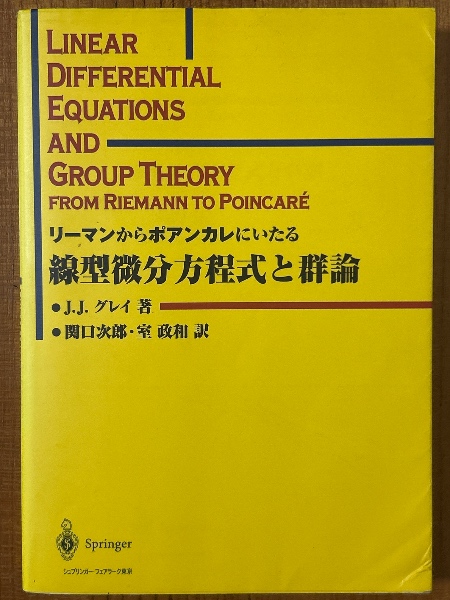 LINEAR
DIFFERENTIAL
EQUATIONS
AND
GROUP THEORY
FROM RIEMANN TO POINCARÉ
リーマンからポアンカレにいたる
線型微分方程式と群論
● J.J. グレイ 著
● 関口次郎・室 政和 訳
Springer
シュプリンガー・フェアラーク東京